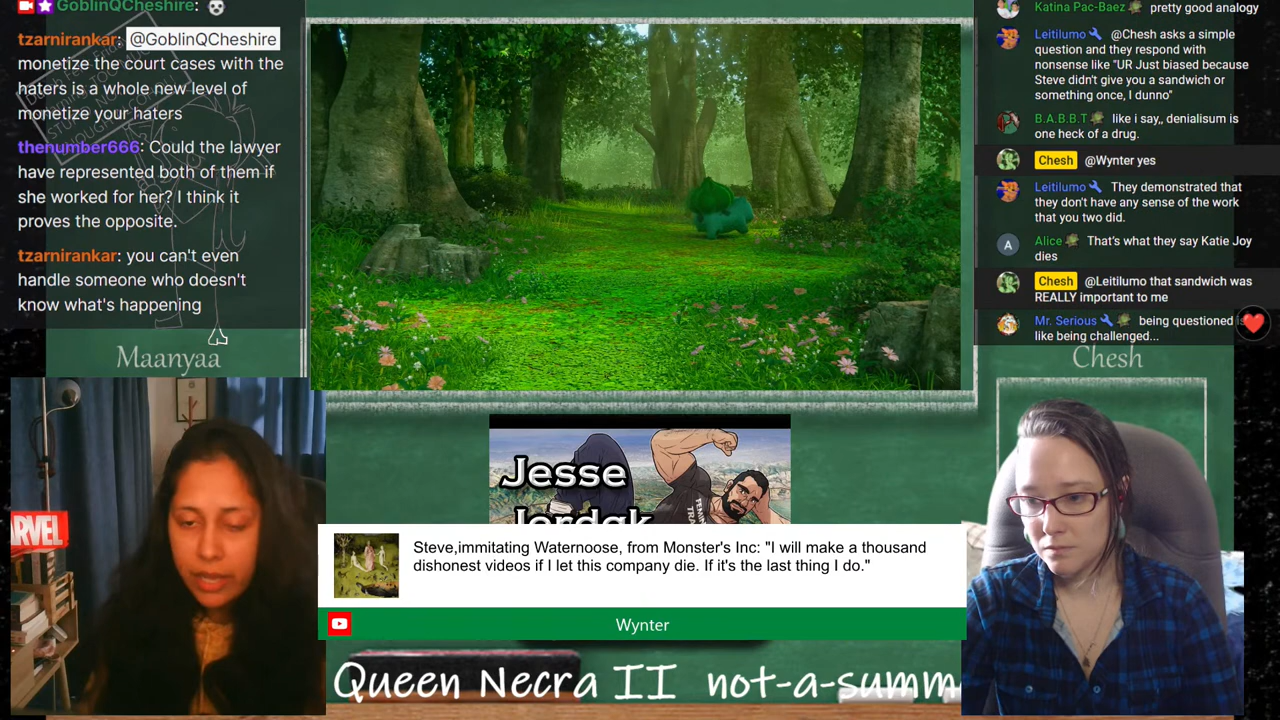 GoblinQCheshire:
tzarnirankar: @GoblinQCheshire
monetize the court cases with the
haters is a whole new level of
monetize your haters
thenumber666: Could the lawyer
have represented both of them if
she worked for her? I think it
proves the opposite.
tzarnirankar: you can't even
handle someone who doesn't
know what's happening
Maanyaa
MARVEL
Katina Pac-Baez pretty good analogy
Leitilumo @Chesh asks a simple
question and they respond with
nonsense like "UR Just biased because
Steve didn't give you a sandwich or
something once, I dunno"
B.A.B.B.T like i say,, denialisum is
one heck of a drug.
Chesh @Wynter yes
Leitilumo They demonstrated that
they don't have any sense of the work
that you two did.
A Alice That's what they say Katie Joy
dies
Chesh @Leitilumo that sandwich was
REALLY important to me
Mr. Serious being questioned is
like being challenged...
Chesh
Jesse
Jordak
Steve,immitating Waternoose, from Monster's Inc: "I will make a thousand
dishonest videos if I let this company die. If it's the last thing I do."
Wynter
Queen Necra II not-a-summ